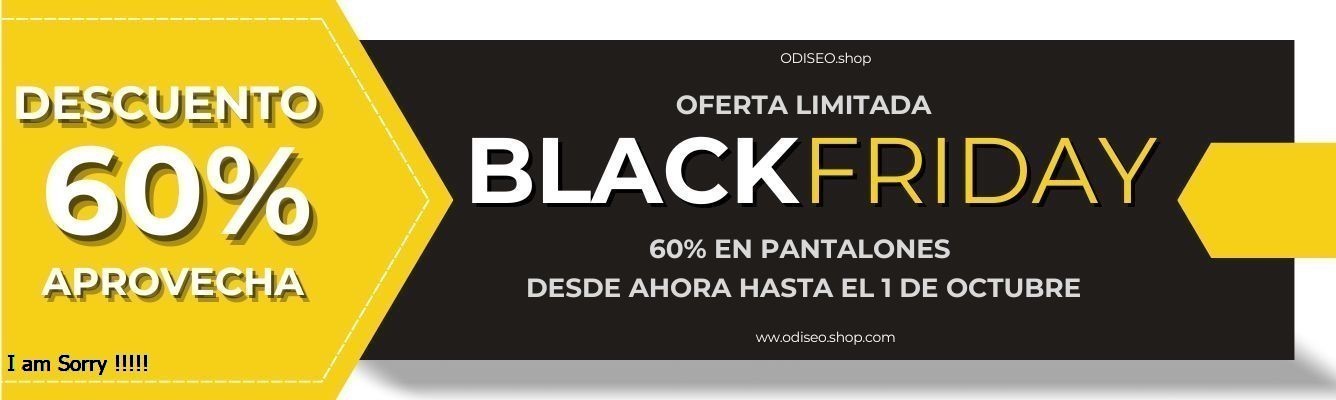 DESCUENTO
60%
APROVECHA
I am Sorry !!!!!
ODISEO.shop
OFERTA LIMITADA
BLACKFRIDAY
60% EN PANTALONES
DESDE AHORA HASTA EL 1 DE OCTUBRE
ww.odiseo.shop.com